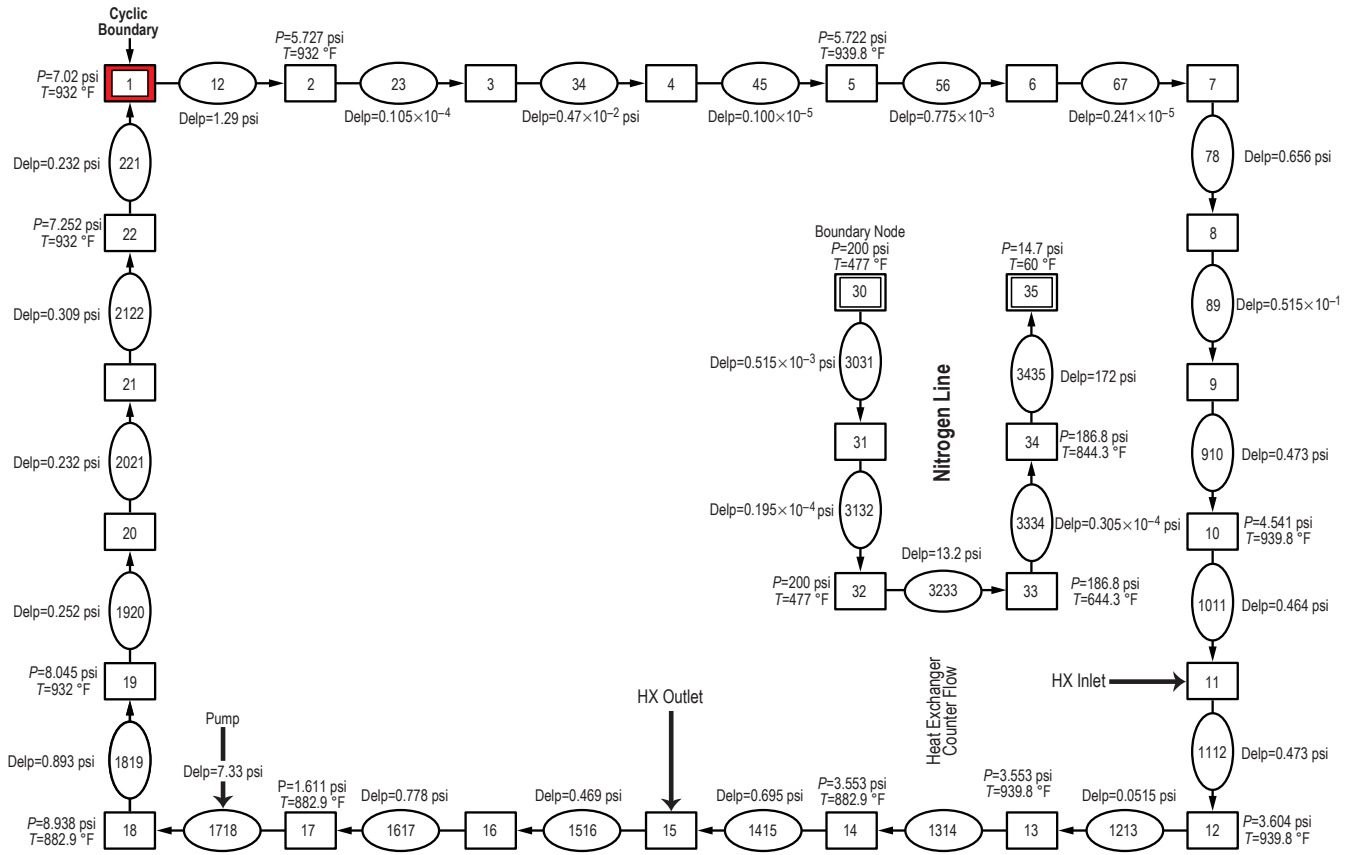 Cyclic
Boundary
P=7.02 psi
T=932 °F
1
12
Delp=1.29 psi
P=5.727 psi
T=932 °F
2
23
Delp=0.105×10⁻⁴
3
34
Delp=0.47×10⁻² psi
4
45
Delp=0.100×10⁻⁵
P=5.722 psi
T=939.8 °F
5
56
Delp=0.775×10⁻³
6
67
Delp=0.241×10⁻⁵
7
78
Delp=0.656 psi
8
89
Delp=0.515×10⁻¹
9
910
Delp=0.473 psi
10
P=4.541 psi
T=939.8 °F
1011
Delp=0.464 psi
HX Inlet
11
1112
Delp=0.473 psi
12
P=3.604 psi
T=939.8 °F
Delp=0.0515 psi
1213
P=3.553 psi
T=939.8 °F
13
Heat Exchanger
Counter Flow
1314
P=3.553 psi
T=882.9 °F
14
Delp=0.695 psi
1415
HX Outlet
15
Delp=0.469 psi
1516
16
Delp=0.778 psi
1617
P=1.611 psi
T=882.9 °F
17
Pump
Delp=7.33 psi
1718
P=8.938 psi
T=882.9 °F
18
Delp=0.893 psi
1819
P=8.045 psi
T=932 °F
19
Delp=0.252 psi
1920
20
Delp=0.232 psi
2021
21
Delp=0.309 psi
2122
P=7.252 psi
T=932 °F
22
Delp=0.232 psi
221
Boundary Node
P=200 psi
T=477 °F
30
Delp=0.515×10⁻³ psi
3031
31
Delp=0.195×10⁻⁴ psi
3132
P=200 psi
T=477 °F
32
Delp=13.2 psi
3233
33
P=186.8 psi
T=644.3 °F
3334
Delp=0.305×10⁻⁴ psi
34
P=186.8 psi
T=844.3 °F
3435
Delp=172 psi
P=14.7 psi
T=60 °F
35
Nitrogen Line